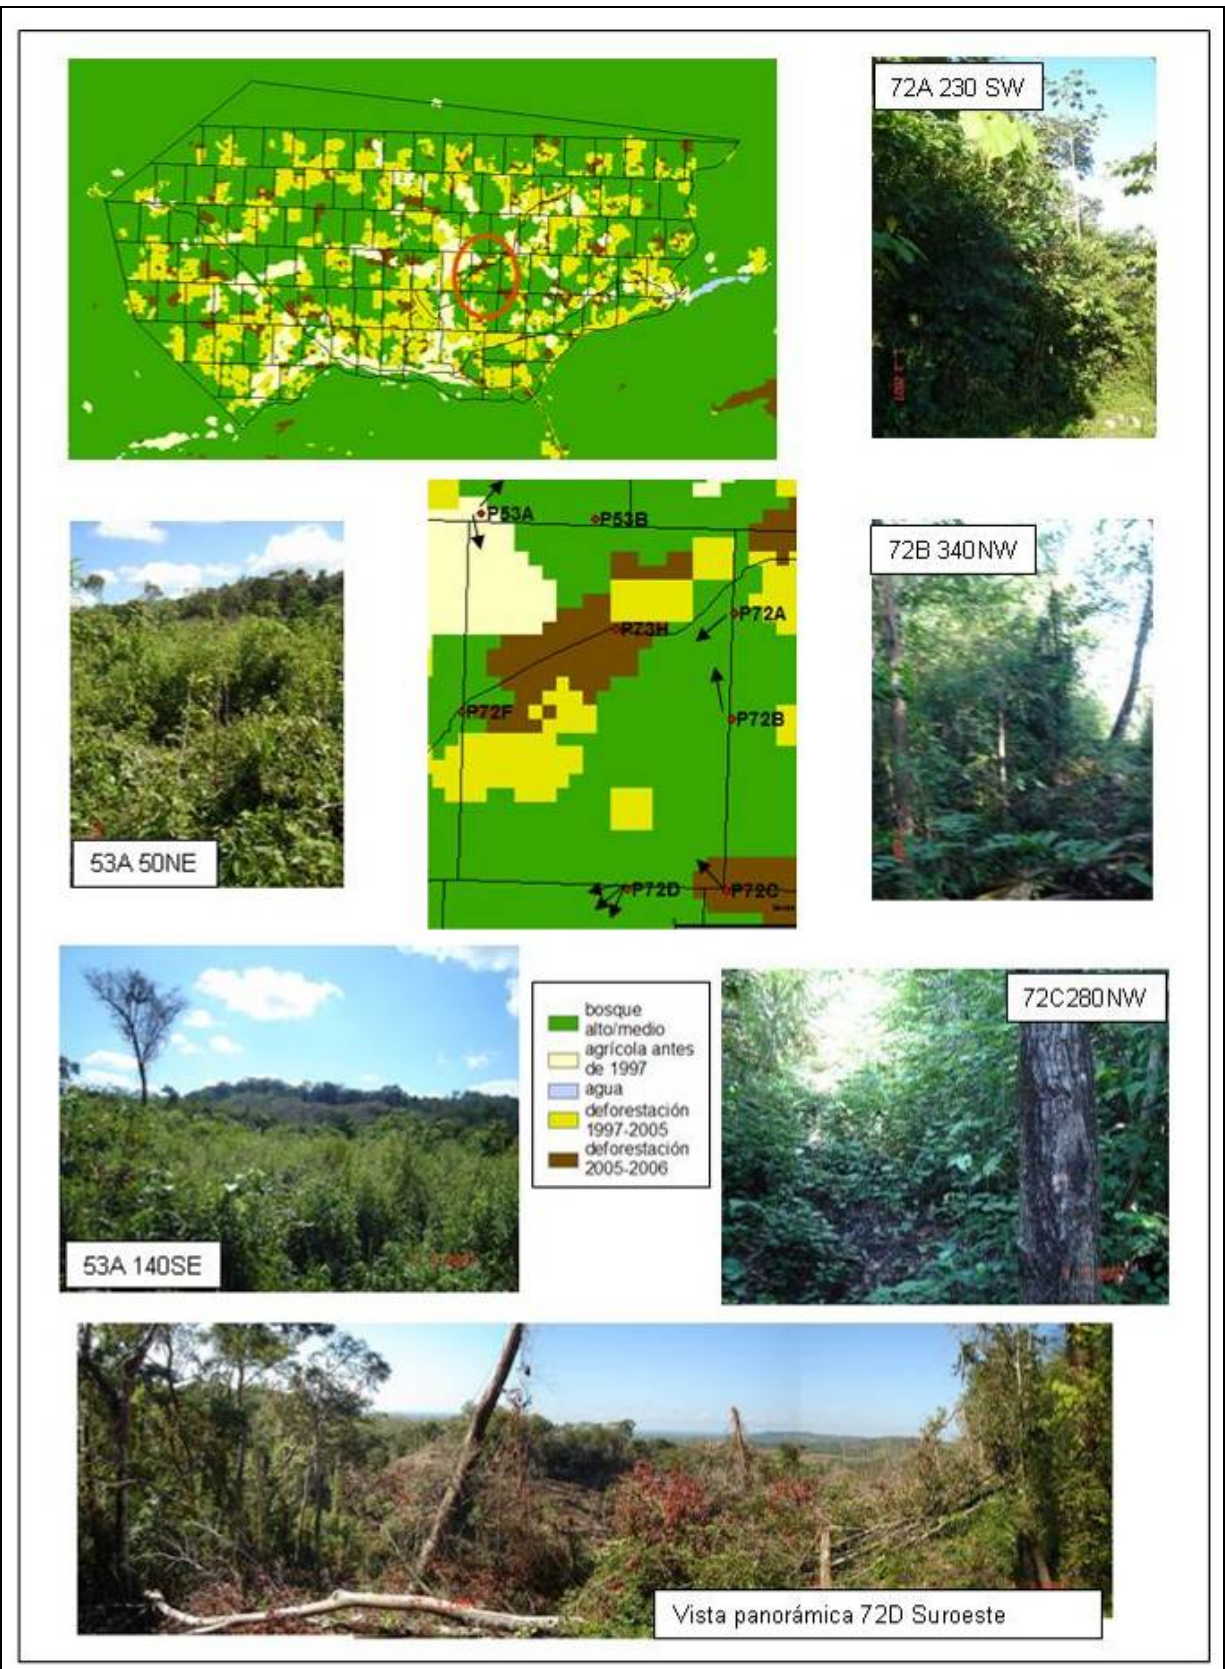 72A 230 SW
P53A
P53B
72B 340NW
P72A
P73H
P72F
P72B
53A 50NE
P72D
P72C
72C280NW
bosque
alto/medio
agrícola antes
de 1997
agua
deforestación
1997-2005
deforestación
2005-2006
53A 140SE
Vista panorámica 72D Suroeste